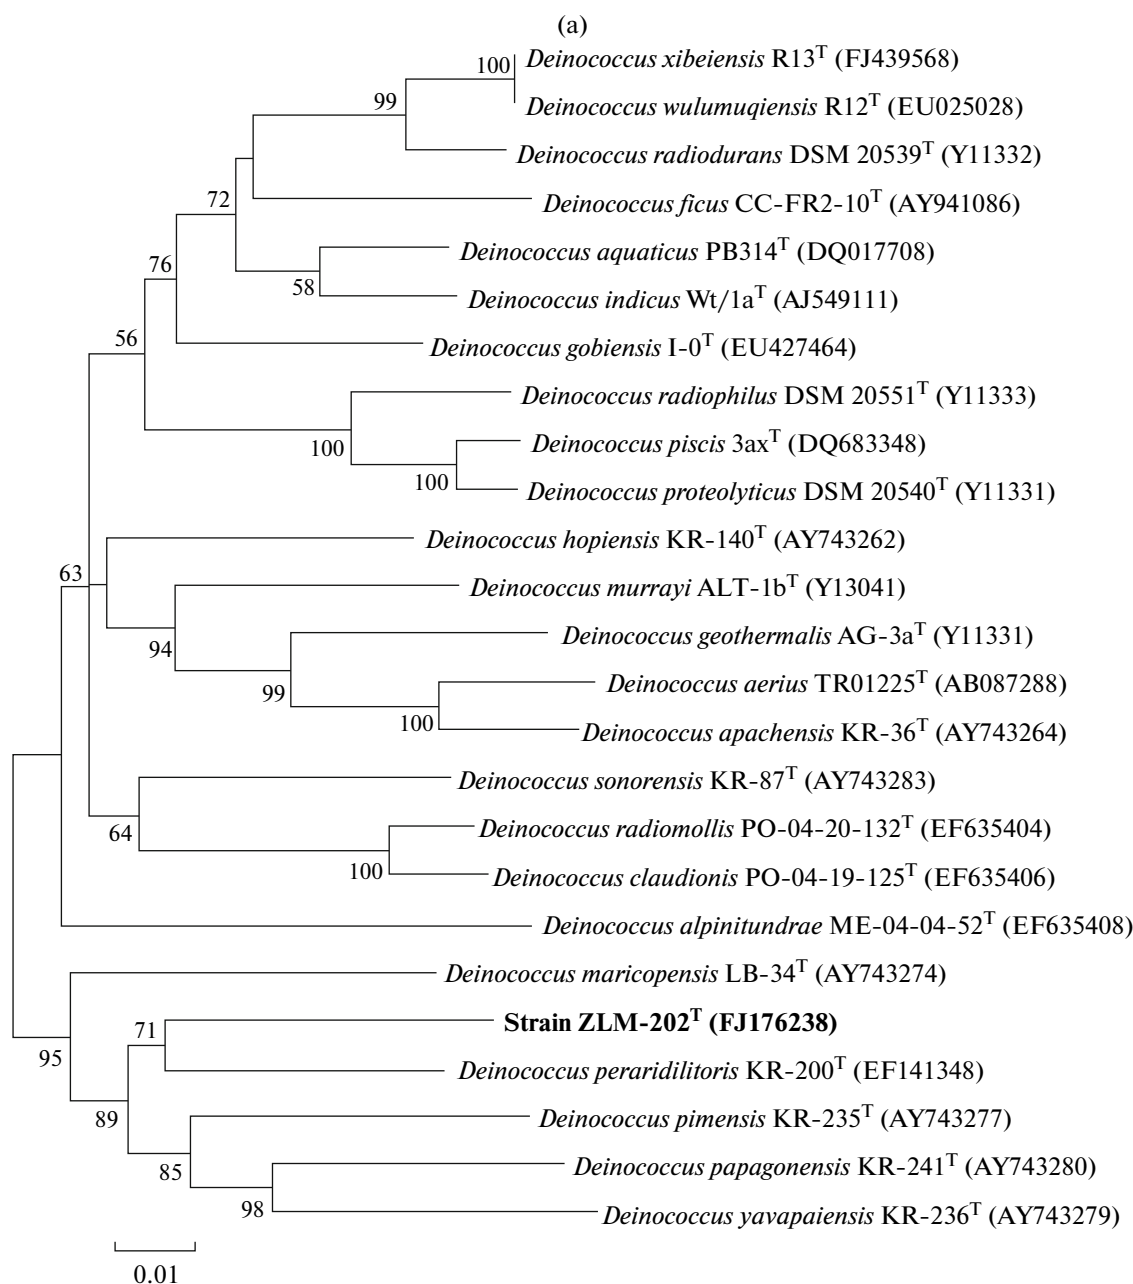 (a)
100 Deinococcus xibeiensis R13T (FJ439568)
99 Deinococcus wulumuqiensis R12T (EU025028)
Deinococcus radiodurans DSM 20539T (Y11332)
72 Deinococcus ficus CC-FR2-10T (AY941086)
76 Deinococcus aquaticus PB314T (DQ017708)
58 Deinococcus indicus Wt/1aT (AJ549111)
56 Deinococcus gobiensis I-0T (EU427464)
Deinococcus radiophilus DSM 20551T (Y11333)
100 Deinococcus piscis 3axT (DQ683348)
100 Deinococcus proteolyticus DSM 20540T (Y11331)
Deinococcus hopiensis KR-140T (AY743262)
63 Deinococcus murrayi ALT-1bT (Y13041)
94 Deinococcus geothermalis AG-3aT (Y11331)
99 Deinococcus aerius TR01225T (AB087288)
100 Deinococcus apachensis KR-36T (AY743264)
Deinococcus sonorensis KR-87T (AY743283)
64 Deinococcus radiomollis PO-04-20-132T (EF635404)
100 Deinococcus claudionis PO-04-19-125T (EF635406)
Deinococcus alpinitundrae ME-04-04-52T (EF635408)
Deinococcus maricopensis LB-34T (AY743274)
71 Strain ZLM-202T (FJ176238)
95 Deinococcus peraridilitoris KR-200T (EF141348)
89 Deinococcus pimensis KR-235T (AY743277)
85 Deinococcus papagonensis KR-241T (AY743280)
98 Deinococcus yavapaiensis KR-236T (AY743279)
0.01